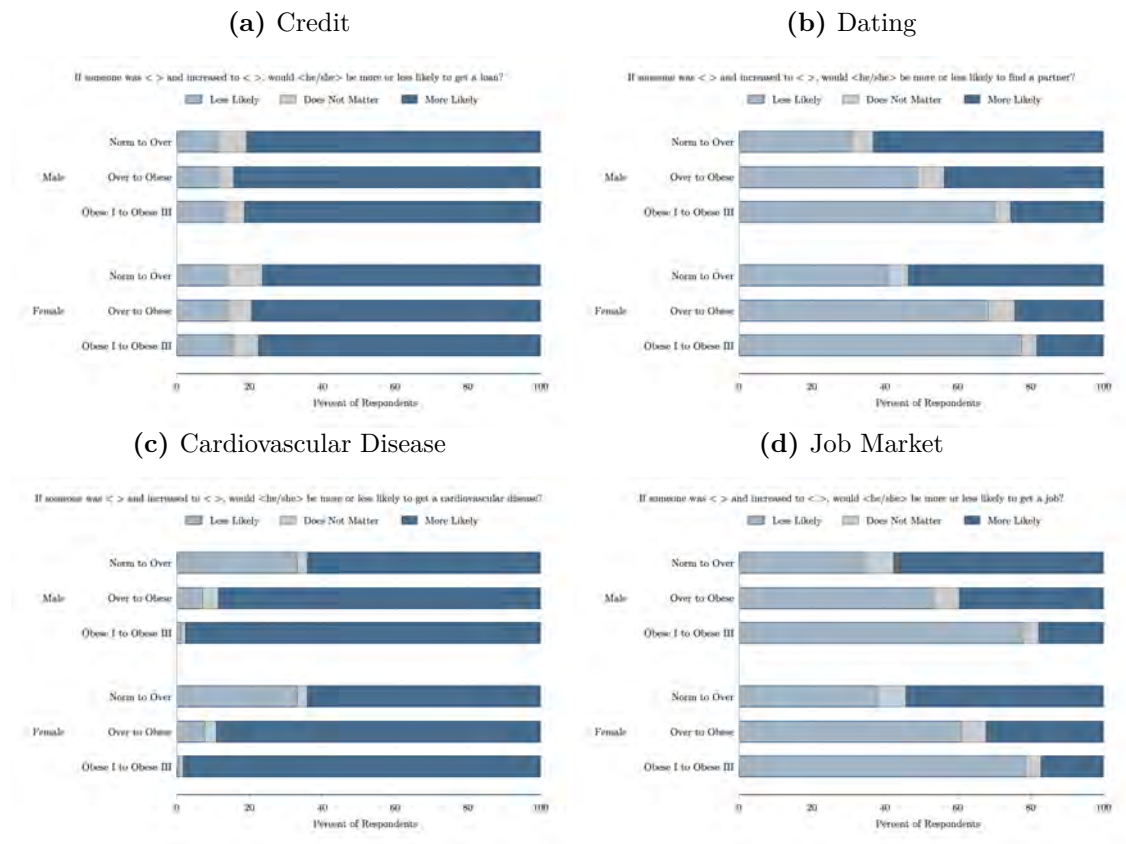 (a) Credit
If someone was < > and increased to < >, would <he/she> be more or less likely to get a loan?
Less Likely Does Not Matter More Likely
Norm to Over
Male Over to Obese
Obese I to Obese III
Norm to Over
Female Over to Obese
Obese I to Obese III
0 20 40 60 80 100
Percent of Respondents
(b) Dating
If someone was < > and increased to < >, would <he/she> be more or less likely to find a partner?
Less Likely Does Not Matter More Likely
Norm to Over
Male Over to Obese
Obese I to Obese III
Norm to Over
Female Over to Obese
Obese I to Obese III
0 20 40 60 80 100
Percent of Respondents
(c) Cardiovascular Disease
If someone was < > and increased to < >, would <he/she> be more or less likely to get a cardiovascular disease?
Less Likely Does Not Matter More Likely
Norm to Over
Male Over to Obese
Obese I to Obese III
Norm to Over
Female Over to Obese
Obese I to Obese III
0 20 40 60 80 100
Percent of Respondents
(d) Job Market
If someone was < > and increased to < >, would <he/she> be more or less likely to get a job?
Less Likely Does Not Matter More Likely
Norm to Over
Male Over to Obese
Obese I to Obese III
Norm to Over
Female Over to Obese
Obese I to Obese III
0 20 40 60 80 100
Percent of Respondents